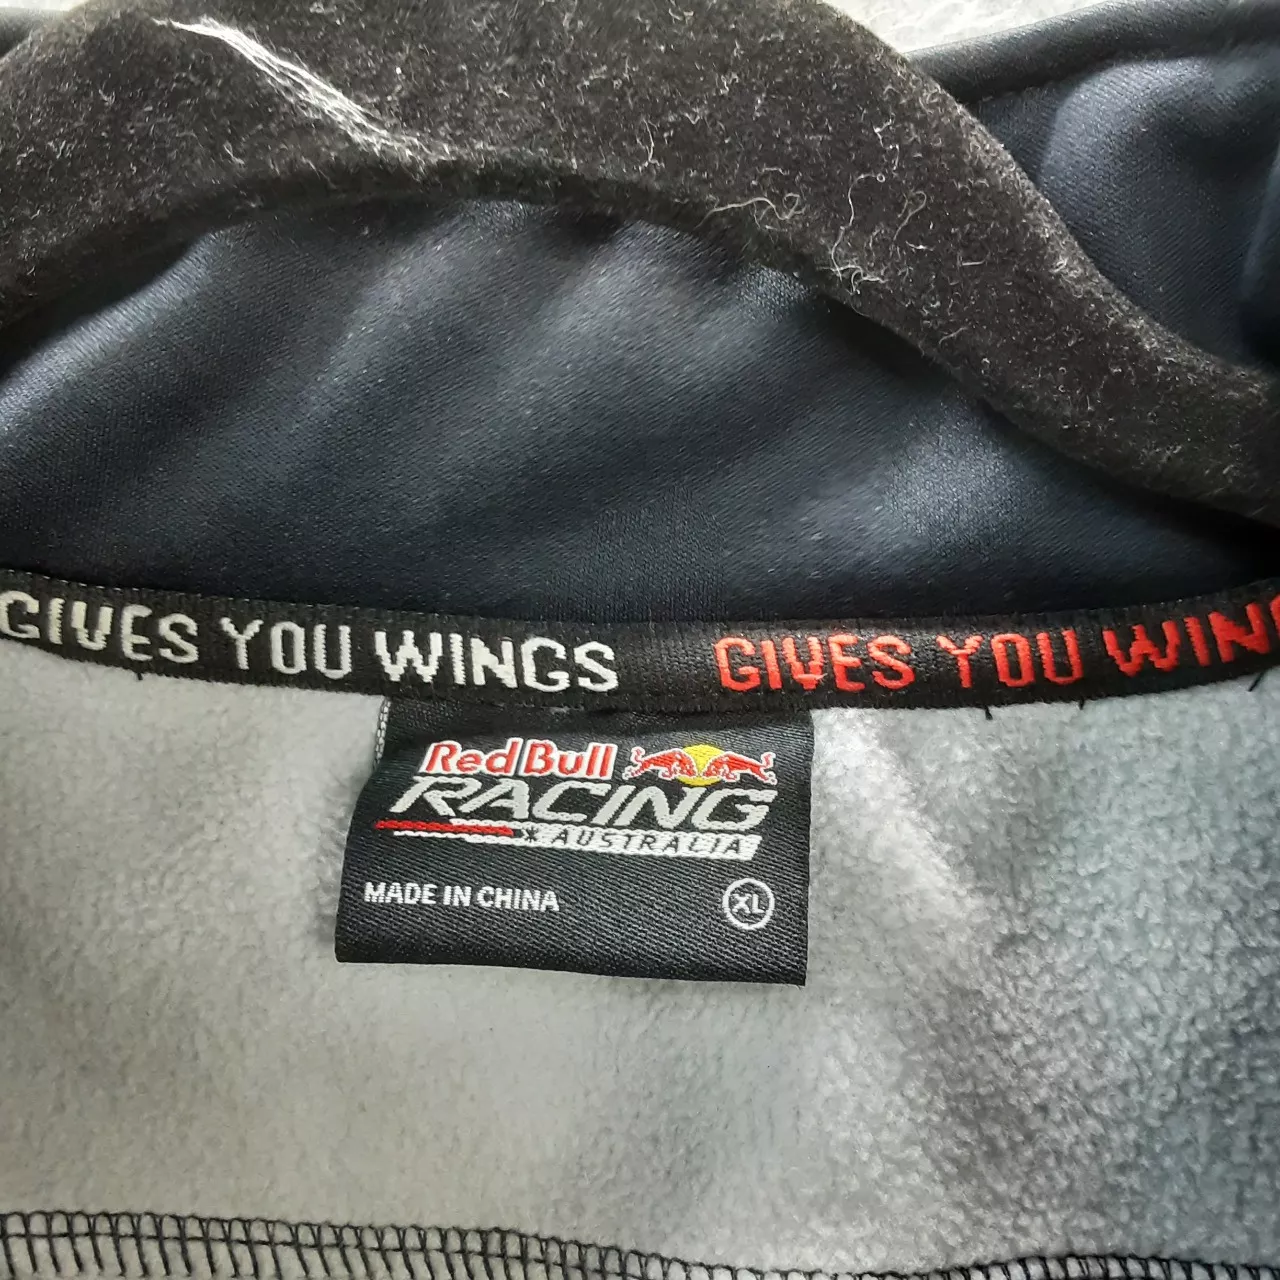 GIVES YOU WINGS GIVES YOU WIN
Red Bull
RACING
AUSTRALIA
MADE IN CHINA XL